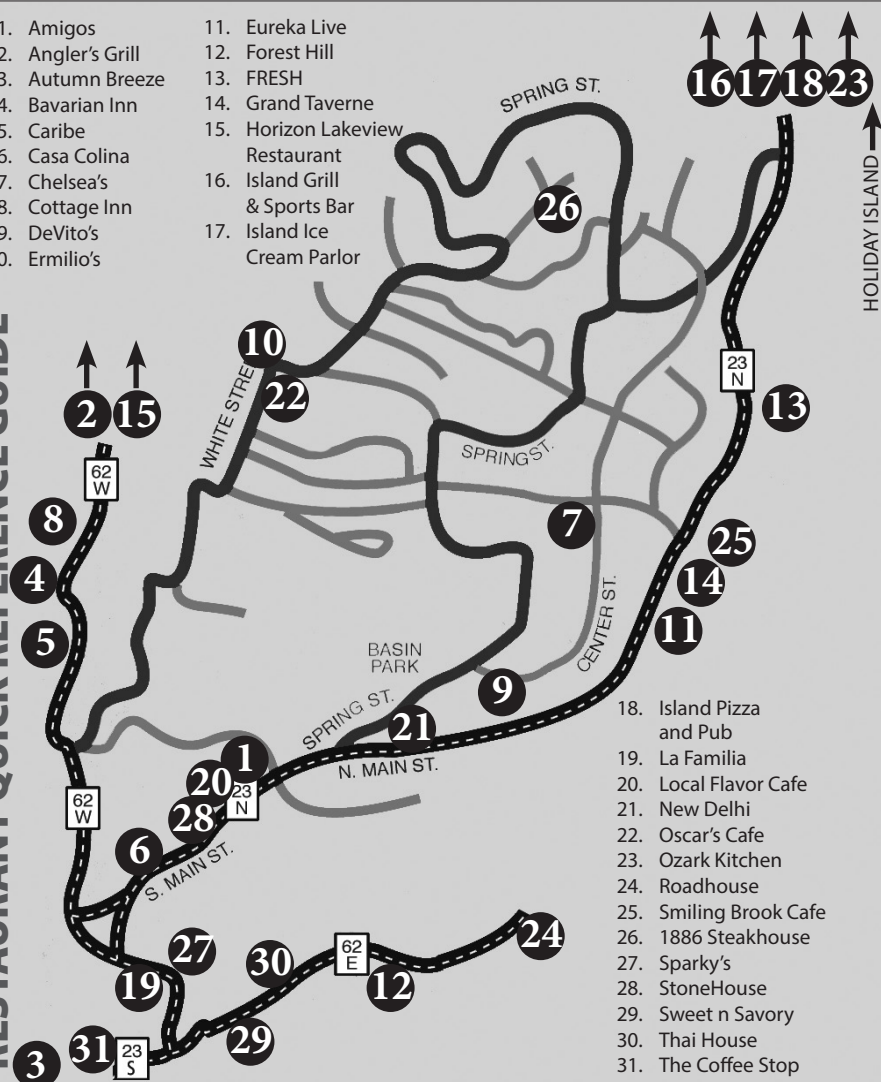 1. Amigos
2. Angler's Grill
3. Autumn Breeze
4. Bavarian Inn
5. Caribe
6. Casa Colina
7. Chelsea's
8. Cottage Inn
9. DeVito's
0. Ermilio's
11. Eureka Live
12. Forest Hill
13. FRESH
14. Grand Taverne
15. Horizon Lakeview
Restaurant
16. Island Grill
& Sports Bar
17. Island Ice
Cream Parlor
16 17 18 23
HOLIDAY ISLAND
SPRING ST.
26
10
22
WHITE STRE
2 15
62
W
23
N
13
SPRING ST.
8
7
25
4
14
11
5
CENTER ST.
BASIN
PARK
9
SPRING ST.
21
N. MAIN ST.
1
20
23
N
28
62
W
6
S. MAIN ST.
27
24
30
62
E
19
12
29
31
23
S
3
RESTAURANT QUICK REFERENCE GUIDE
18. Island Pizza
and Pub
19. La Familia
20. Local Flavor Cafe
21. New Delhi
22. Oscar's Cafe
23. Ozark Kitchen
24. Roadhouse
25. Smiling Brook Cafe
26. 1886 Steakhouse
27. Sparky's
28. StoneHouse
29. Sweet n Savory
30. Thai House
31. The Coffee Stop